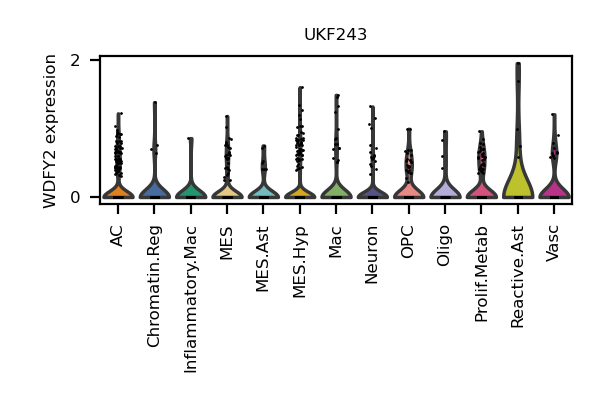 UKF243
WDFY2 expression
2
0
AC
Chromatin.Reg
Inflammatory.Mac
MES
MES.Ast
MES.Hyp
Mac
Neuron
OPC
Oligo
Prolif.Metab
Reactive.Ast
Vasc